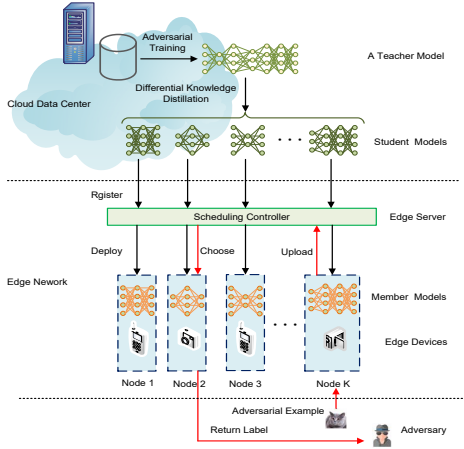 Adversarial
Training
A Teacher Model
Cloud Data Center
Differential Knowledge
Distillation
Student Models
Rgister
Scheduling Controller
Edge Server
Deploy
Choose
Upload
Edge Nework
Member Models
Edge Devices
Node 1
Node 2
Node 3
Node K
Adversarial Example
Return Label
Adversary